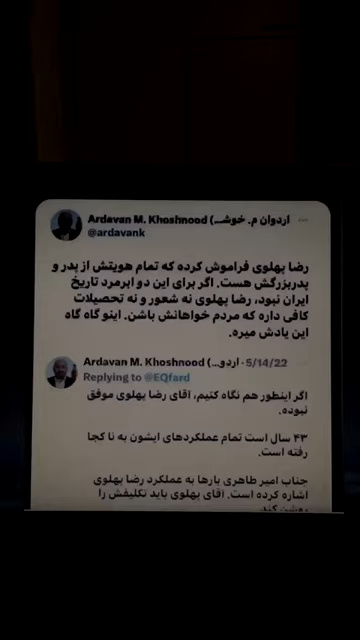 Ardavan M. Khoshnood (اردوان م. خوشـ...
@ardavank
رضا پهلوی فراموش کرده که تمام هویتش از پدر و
پدربزرگش هست. اگر برای این دو ابرمرد تاریخ
ایران نبود، رضا پهلوی نه شعور و نه تحصیلات
کافی داره که مردم خواهانش باشن. اینو گاه گاه
این یادش میره.
Ardavan M. Khoshnood (اردو... · 5/14/22
Replying to @EQfard
اگر اینطور هم نگاه کنیم، آقای رضا پهلوی موفق
نبوده.
۴۳ سال است تمام عملکردهای ایشون به نا کجا
رفته است.
جناب امیر طاهری بارها به عملکرد رضا پهلوی
اشاره کرده است. آقای پهلوی باید تکلیفش را
روشن کند.